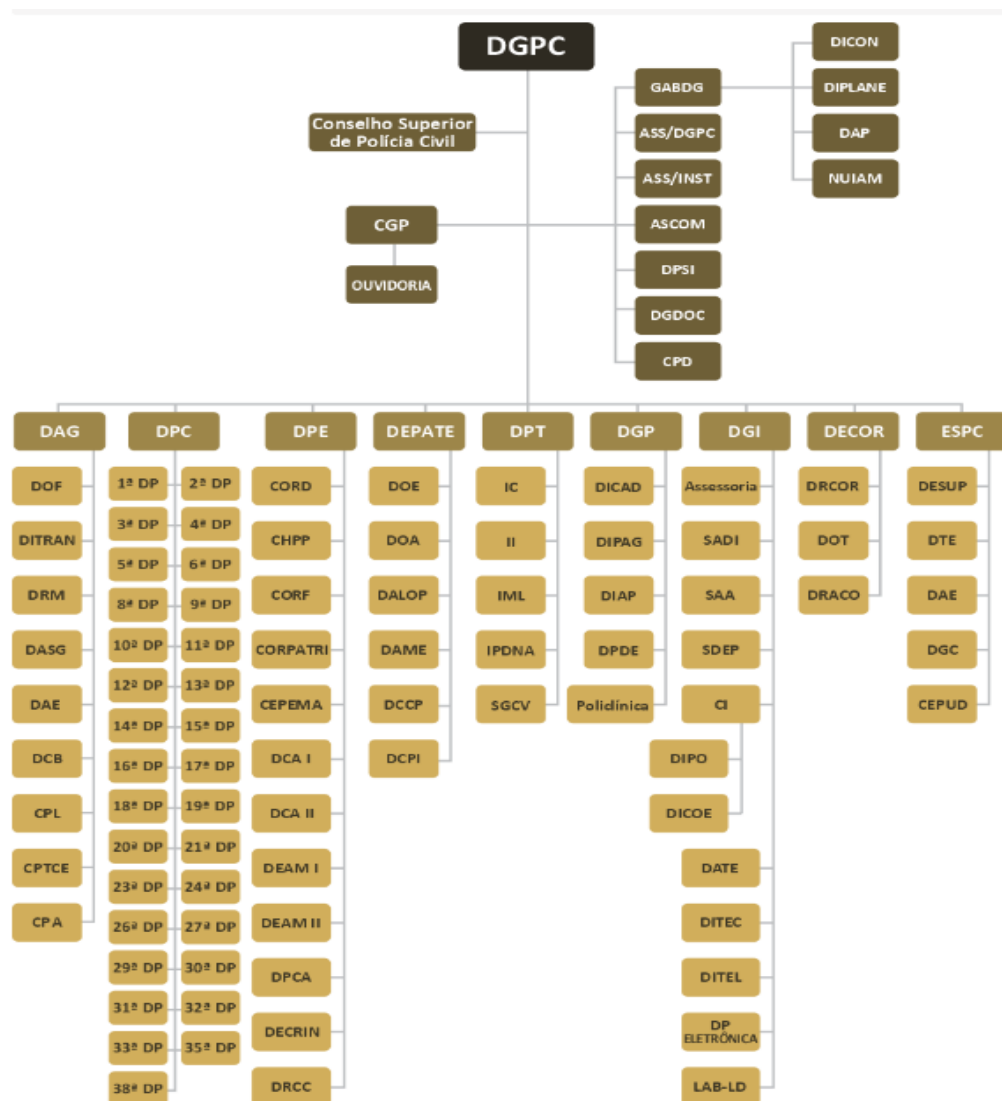 DGPC
Conselho Superior
de Polícia Civil
CGP
OUVIDORIA
GABDG
ASS/DGPC
ASS/INST
ASCOM
DPSI
DGDOC
CPD
DICON
DIPLANE
DAP
NUIAM
DAG
DOF
DITRAN
DRM
DASG
DAE
DCB
CPL
CPTCE
CPA
DPC
1ª DP
2ª DP
3ª DP
4ª DP
5ª DP
6ª DP
8ª DP
9ª DP
10ª DP
11ª DP
12ª DP
13ª DP
14ª DP
15ª DP
16ª DP
17ª DP
18ª DP
19ª DP
20ª DP
21ª DP
23ª DP
24ª DP
26ª DP
27ª DP
29ª DP
30ª DP
31ª DP
32ª DP
33ª DP
35ª DP
38ª DP
DPE
CORD
CHPP
CORF
CORPATRI
CEPEMA
DCA I
DCA II
DEAM I
DEAM II
DPCA
DECRIN
DRCC
DEPATE
DOE
DOA
DALOP
DAME
DCCP
DCPI
DPT
IC
II
IML
IPDNA
SGCV
DGP
DICAD
DIPAG
DIAP
DPDE
Policlínica
DGI
Assessoria
SADI
SAA
SDEP
CI
DIPO
DICOE
DATE
DITEC
DITEL
DP
ELETRÔNICA
LAB-LD
DECOR
DRCOR
DOT
DRACO
ESPC
DESUP
DTE
DAE
DGC
CEPUD